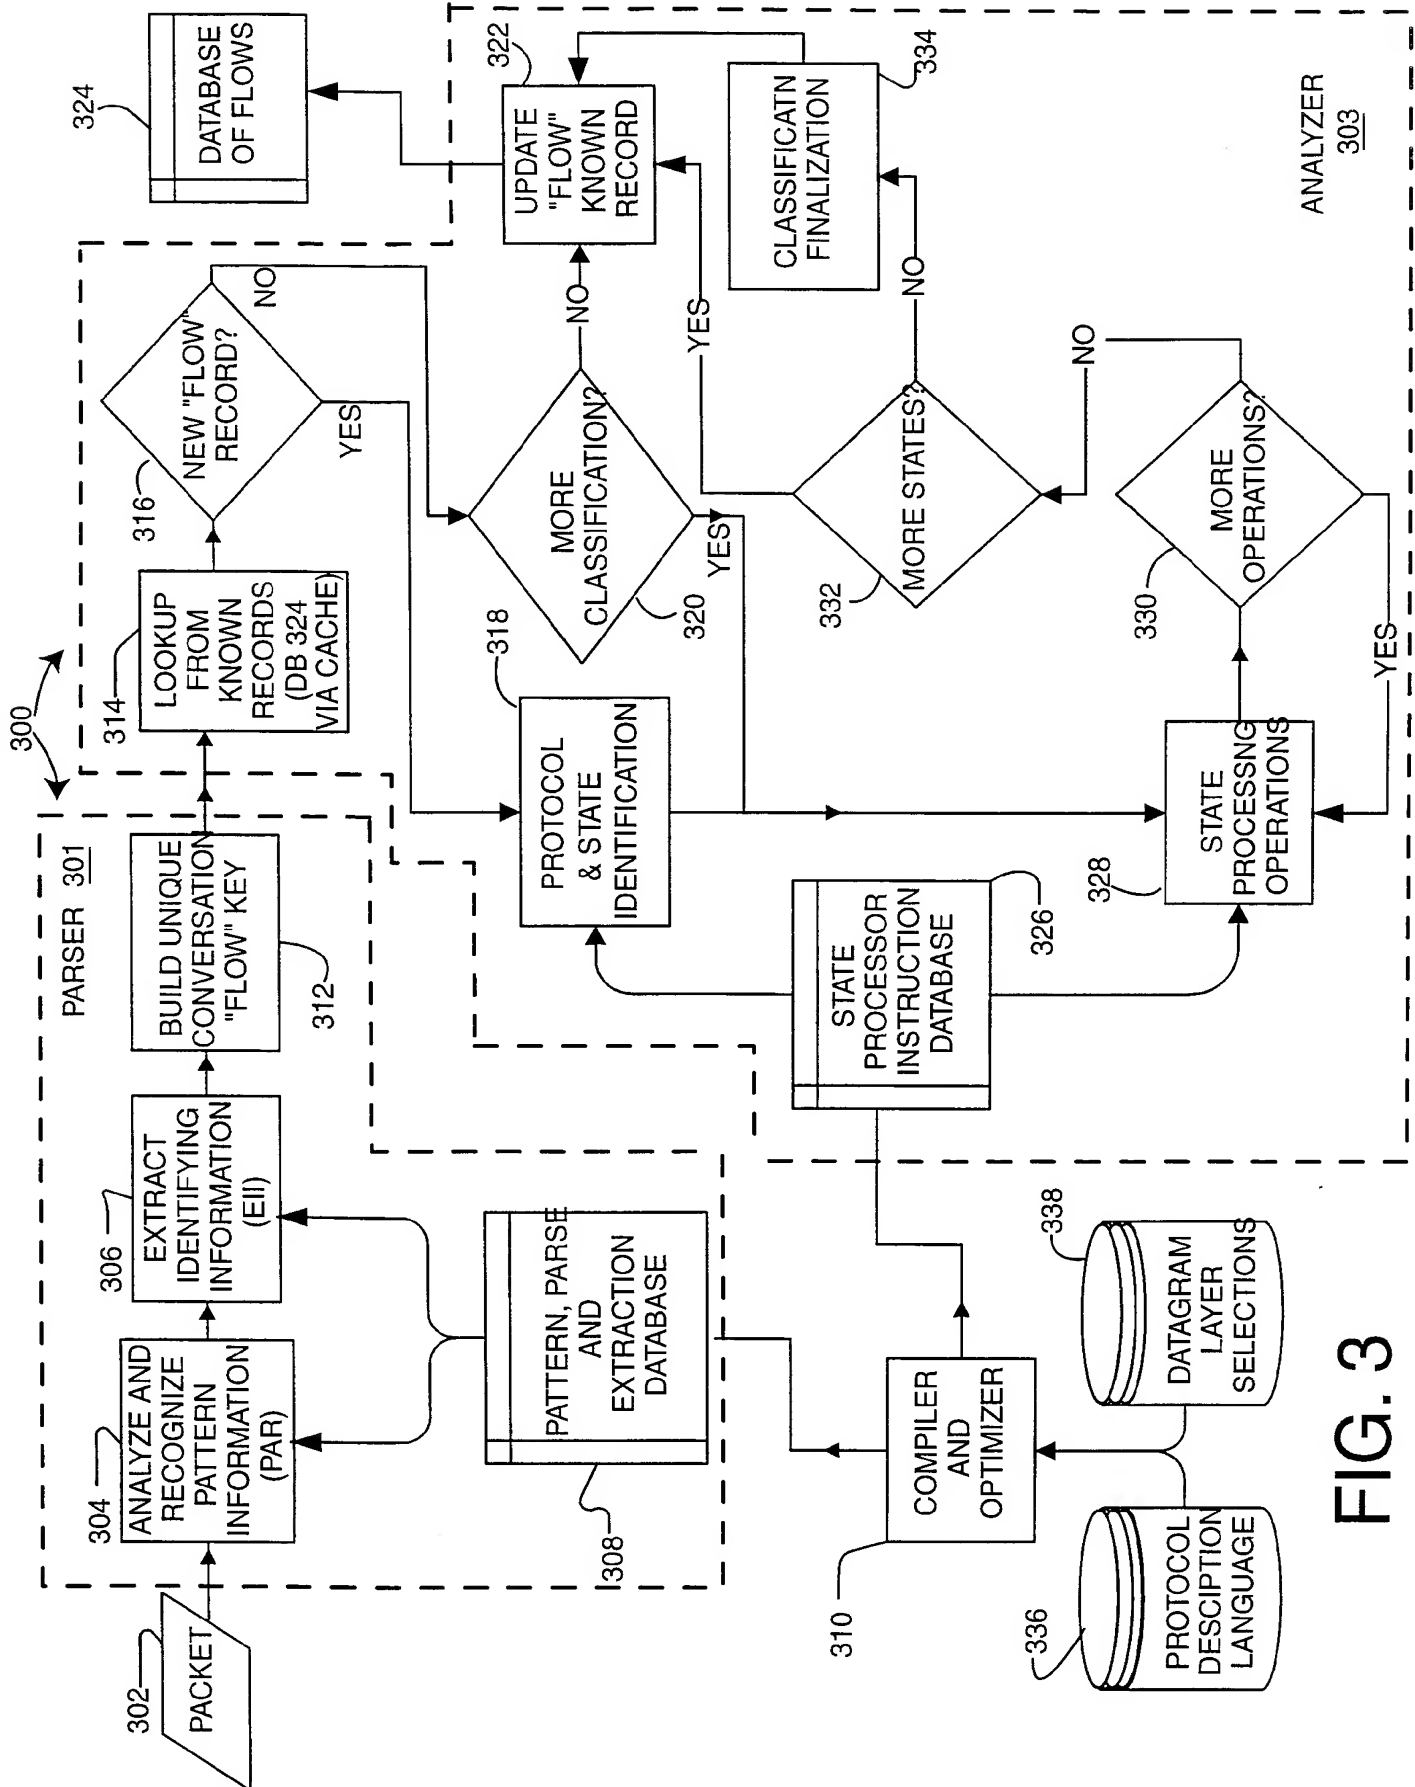 300
PARSER 301
302
PACKET
304
ANALYZE AND
RECOGNIZE
PATTERN
INFORMATION
(PAR)
306
EXTRACT
IDENTIFYING
INFORMATION
(EII)
BUILD UNIQUE
CONVERSATION
"FLOW" KEY
312
314
LOOKUP
FROM
KNOWN
RECORDS
(DB 324
VIA CACHE)
316
NEW "FLOW"
RECORD?
NO
YES
324
DATABASE
OF FLOWS
PATTERN, PARSE
AND
EXTRACTION
DATABASE
308
318
PROTOCOL
& STATE
IDENTIFICATION
MORE
CLASSIFICATION?
320
NO
YES
322
UPDATE
"FLOW"
KNOWN
RECORD
STATE
PROCESSOR
INSTRUCTION
DATABASE
326
332
MORE STATES?
YES
NO
CLASSIFICATN
FINALIZATION
334
310
COMPILER
AND
OPTIMIZER
328
STATE
PROCESSNG
OPERATIONS
330
MORE
OPERATIONS?
NO
YES
ANALYZER
303
336
PROTOCOL
DESCIPTION
LANGUAGE
338
DATAGRAM
LAYER
SELECTIONS
FIG. 3